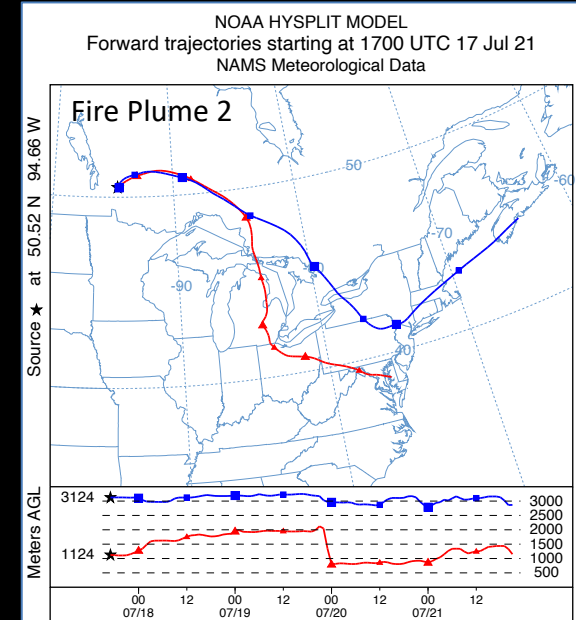 NOAA HYSPLIT MODEL
Forward trajectories starting at 1700 UTC 17 Jul 21
NAMS Meteorological Data
Fire Plume 2
Source ★ at 50.52 N 94.66 W
50
-60
-70
-90
40
Meters AGL
3124
1124
3000
2500
2000
1500
1000
500
00 12 00 12 00 12 00 12
07/18 07/19 07/20 07/21